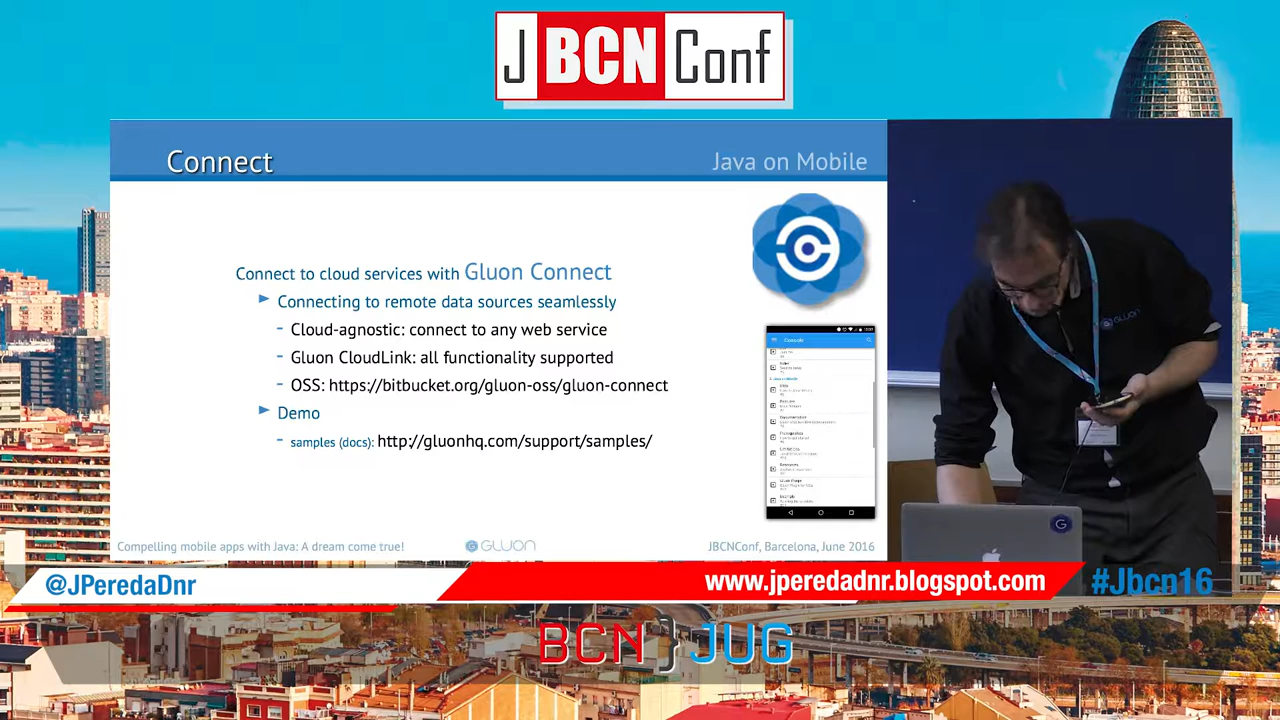 J BCN Conf
Connect
Java on Mobile
Connect to cloud services with Gluon Connect
Connecting to remote data sources seamlessly
- Cloud-agnostic: connect to any web service
- Gluon CloudLink: all functionality supported
- OSS: https://bitbucket.org/gluon-oss/gluon-connect
Demo
- samples (docs): http://gluonhq.com/support/samples/
Compelling mobile apps with Java: A dream come true!
GLUON
JBCNConf, Barcelona, June 2016
@JPeredaDnr
www.jperedadnr.blogspot.com
#Jbcn16
BCN JUG
GLUON